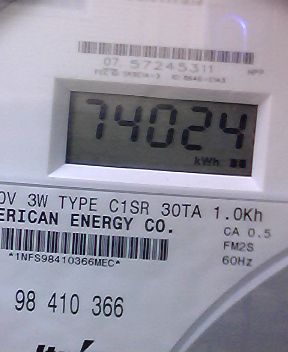 07 57245311
74024
kWh
0V 3W TYPE C1SR 30TA 1.0Kh
ERICAN ENERGY CO.
CA 0.5
FM2S
*1NFS98410366MEC*
60Hz
98 410 366